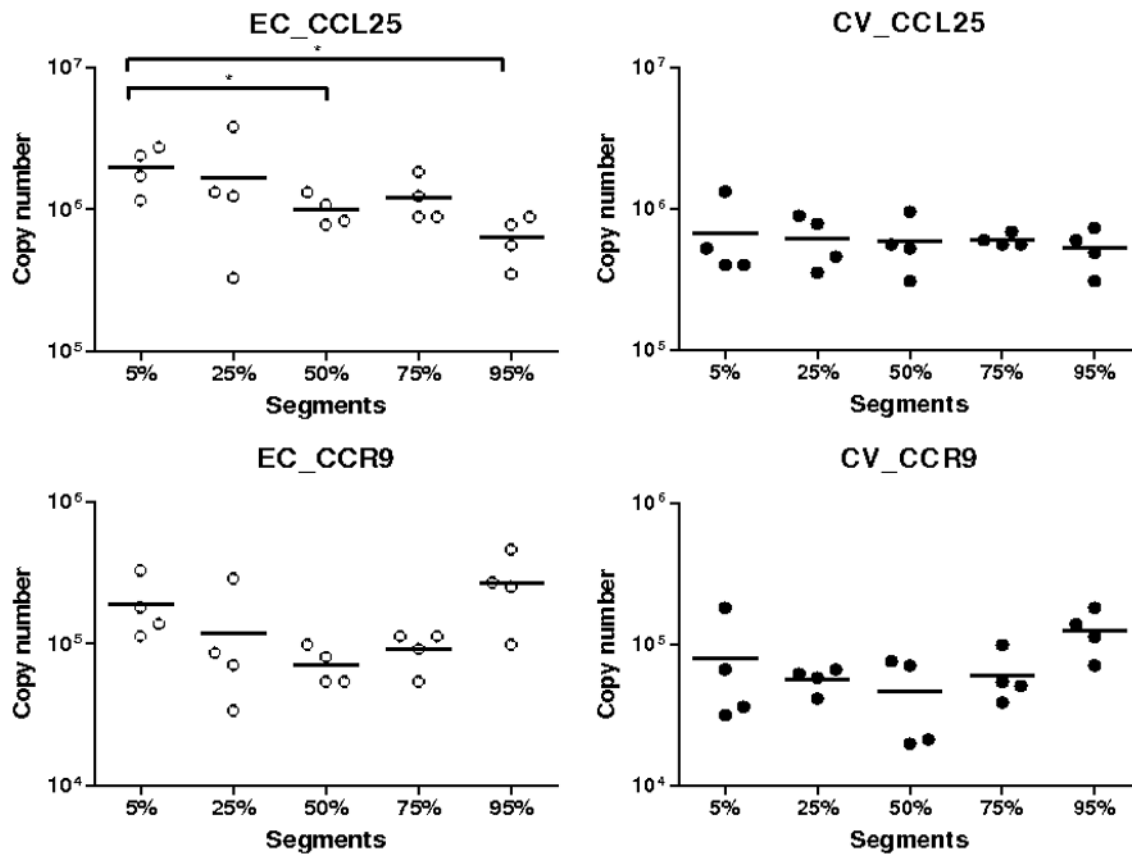 EC_CCL25
*
*
10^7
10^6
10^5
Copy number
5% 25% 50% 75% 95%
Segments
CV_CCL25
10^7
10^6
10^5
Copy number
5% 25% 50% 75% 95%
Segments
EC_CCR9
10^6
10^5
10^4
Copy number
5% 25% 50% 75% 95%
Segments
CV_CCR9
10^6
10^5
10^4
Copy number
5% 25% 50% 75% 95%
Segments